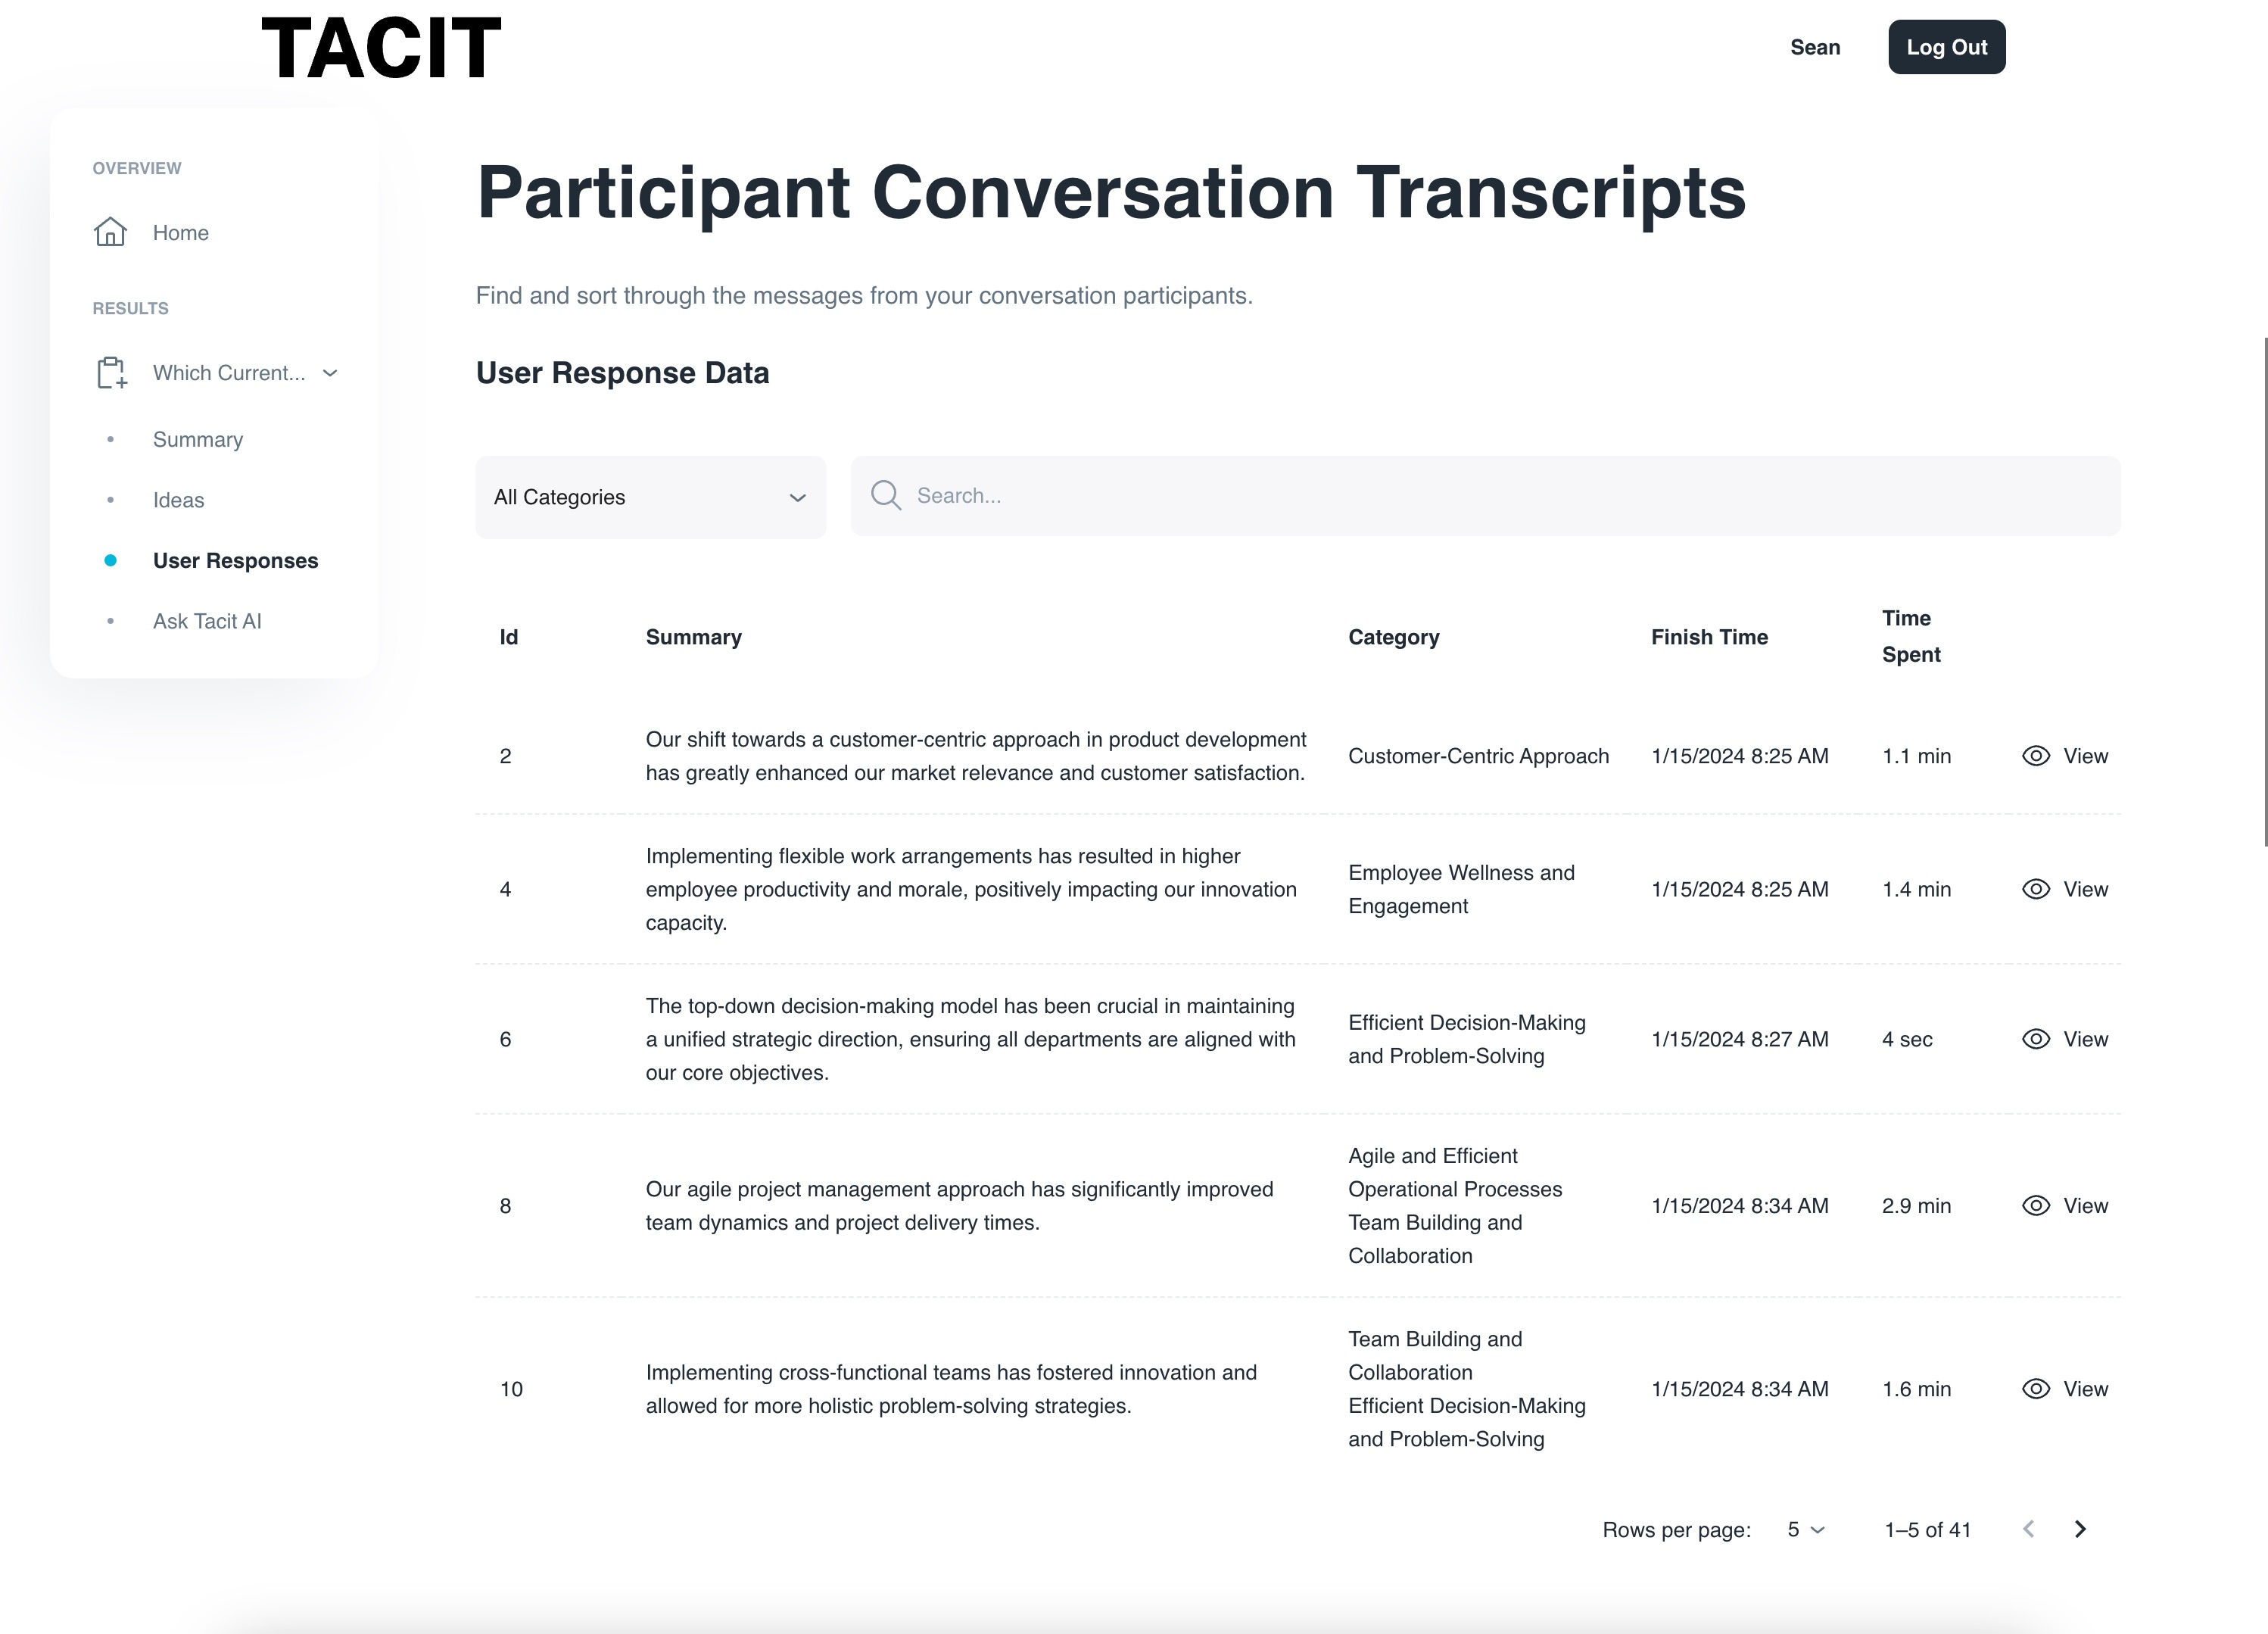 TACIT
Sean
Log Out
OVERVIEW
Home
RESULTS
Which Current...
Summary
Ideas
User Responses
Ask Tacit AI
Participant Conversation Transcripts
Find and sort through the messages from your conversation participants.
User Response Data
All Categories
Search...
Id
Summary
Category
Finish Time
Time
Spent
2
Our shift towards a customer-centric approach in product development
has greatly enhanced our market relevance and customer satisfaction.
Customer-Centric Approach
1/15/2024 8:25 AM
1.1 min
View
4
Implementing flexible work arrangements has resulted in higher
employee productivity and morale, positively impacting our innovation
capacity.
Employee Wellness and
Engagement
1/15/2024 8:25 AM
1.4 min
View
6
The top-down decision-making model has been crucial in maintaining
a unified strategic direction, ensuring all departments are aligned with
our core objectives.
Efficient Decision-Making
and Problem-Solving
1/15/2024 8:27 AM
4 sec
View
8
Our agile project management approach has significantly improved
team dynamics and project delivery times.
Agile and Efficient
Operational Processes
Team Building and
Collaboration
1/15/2024 8:34 AM
2.9 min
View
10
Implementing cross-functional teams has fostered innovation and
allowed for more holistic problem-solving strategies.
Team Building and
Collaboration
Efficient Decision-Making
and Problem-Solving
1/15/2024 8:34 AM
1.6 min
View
Rows per page:
5
1–5 of 41